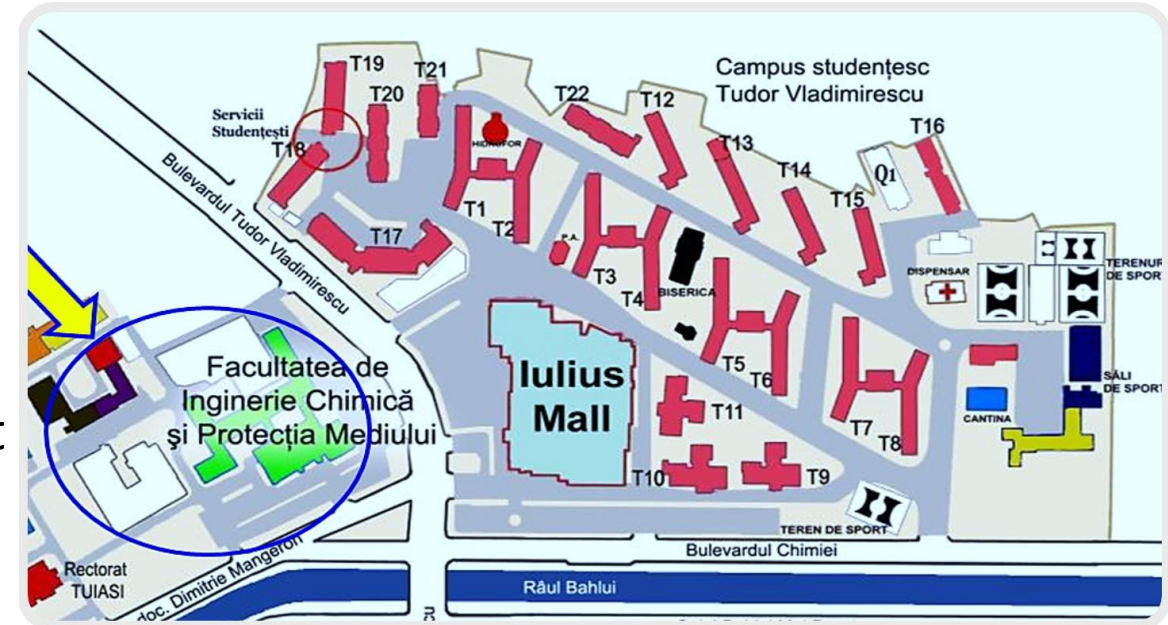 Campus studențesc
Tudor Vladimirescu
T19
T21
T20
T22
T12
T16
Servicii
Studențești
T18
HIDROFOR
T13
T14
Q1
T15
Bulevardul Tudor Vladimirescu
T1
T2
T17
P.A.
T3
T4
BISERICA
DISPENSAR
TERENUR
DE SPORT
Facultatea de
Inginerie Chimică
și Protecția Mediului
Iulius
Mall
T5
T6
SĂLI
DE SPORT
T11
CANTINA
T7
T8
T10
T9
TEREN DE SPORT
Bulevardul Chimiei
Rectorat
TUIASI
doc. Dimitrie Mangeron
Râul Bahlui